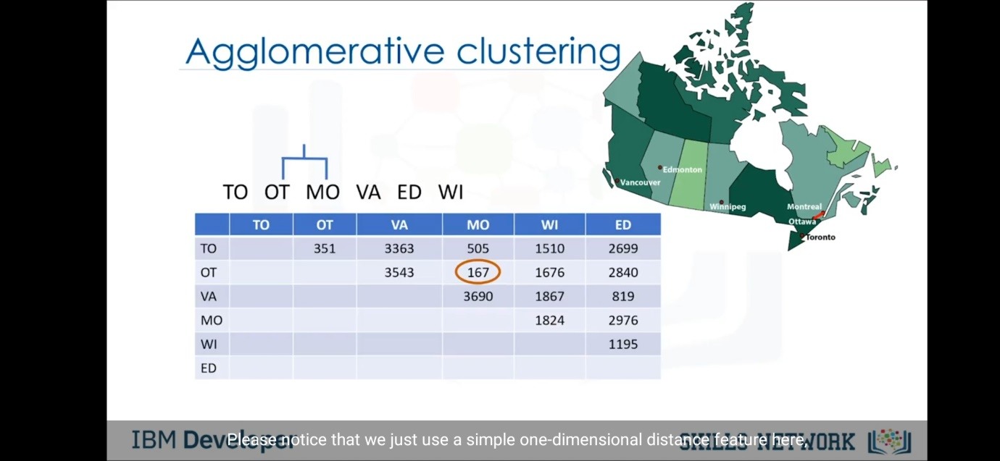 Agglomerative clustering
TO OT MO VA ED WI
TO OT VA MO WI ED
TO 351 3363 505 1510 2699
OT 3543 167 1676 2840
VA 3690 1867 819
MO 1824 2976
WI 1195
ED
Edmonton
Vancouver
Winnipeg
Montreal
Ottawa
Toronto
IBM Developer
SKILLS NETWORK
Please notice that we just use a simple one-dimensional distance feature here,